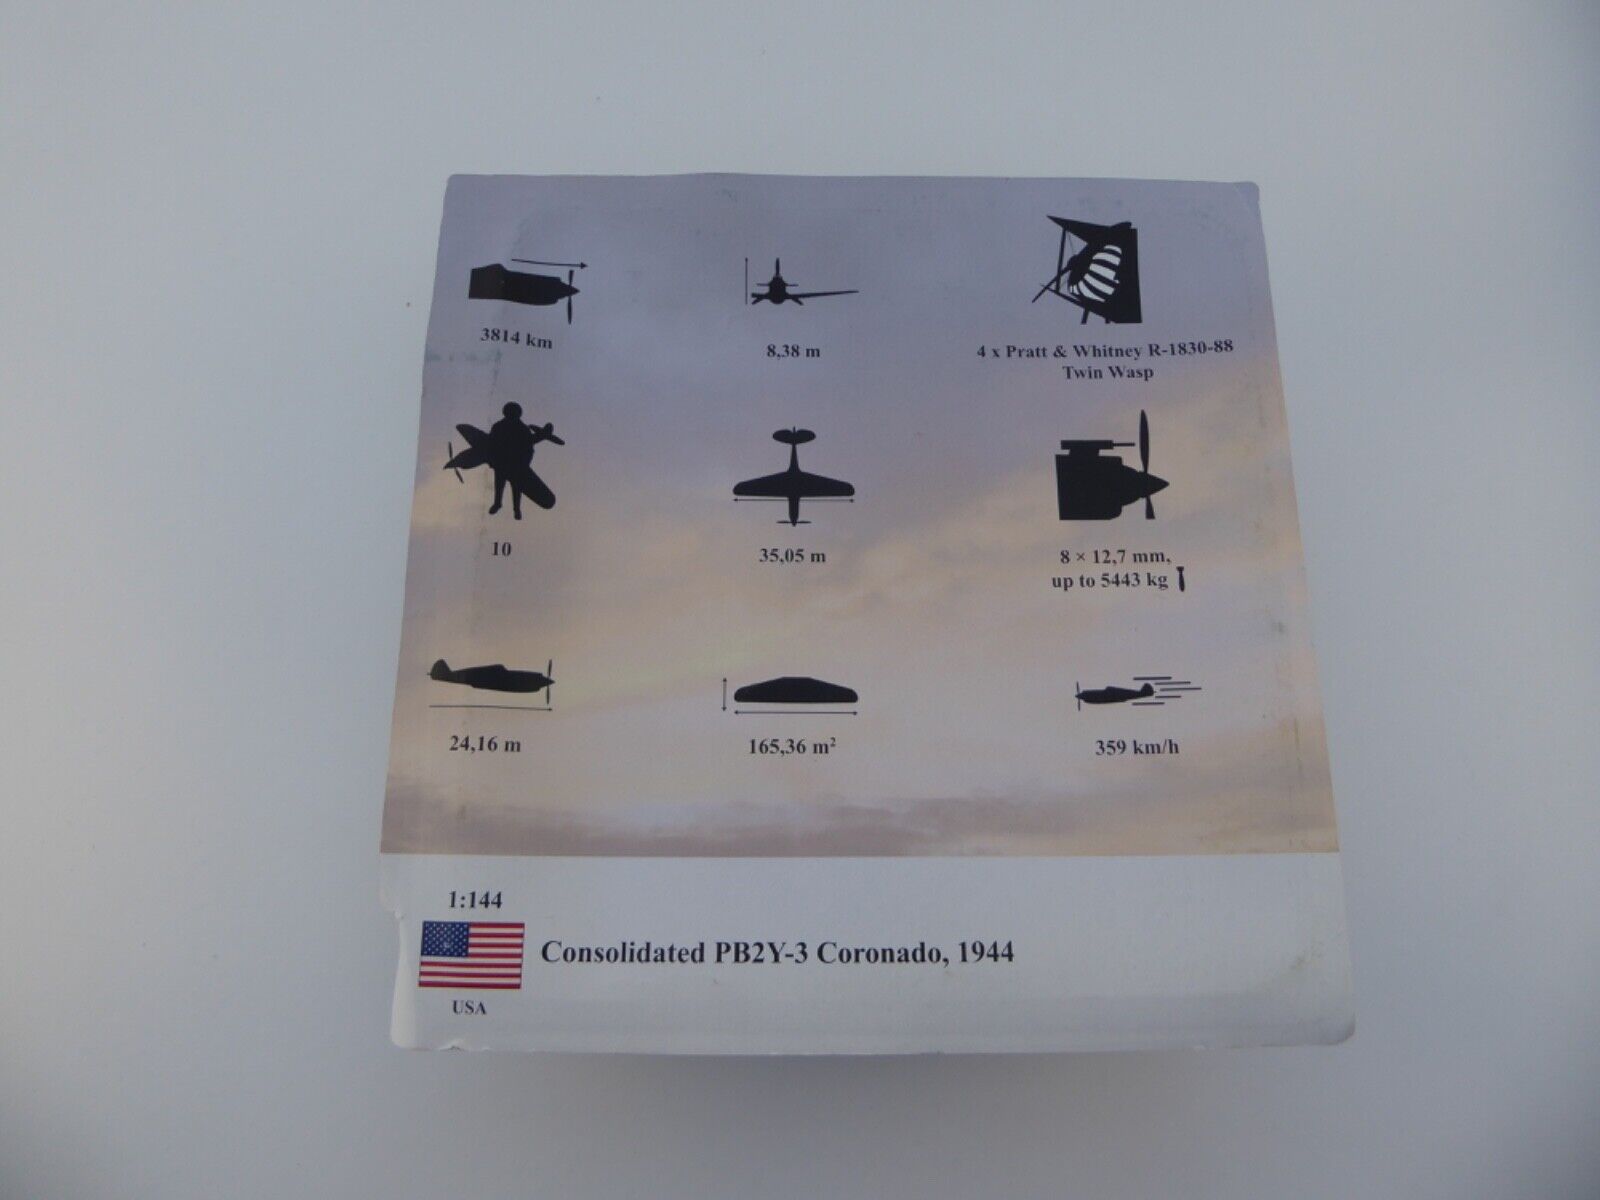 3814 km
8,38 m
4 x Pratt & Whitney R-1830-88
Twin Wasp
10
35,05 m
8 × 12,7 mm,
up to 5443 kg
24,16 m
165,36 m²
359 km/h
1:144
Consolidated PB2Y-3 Coronado, 1944
USA